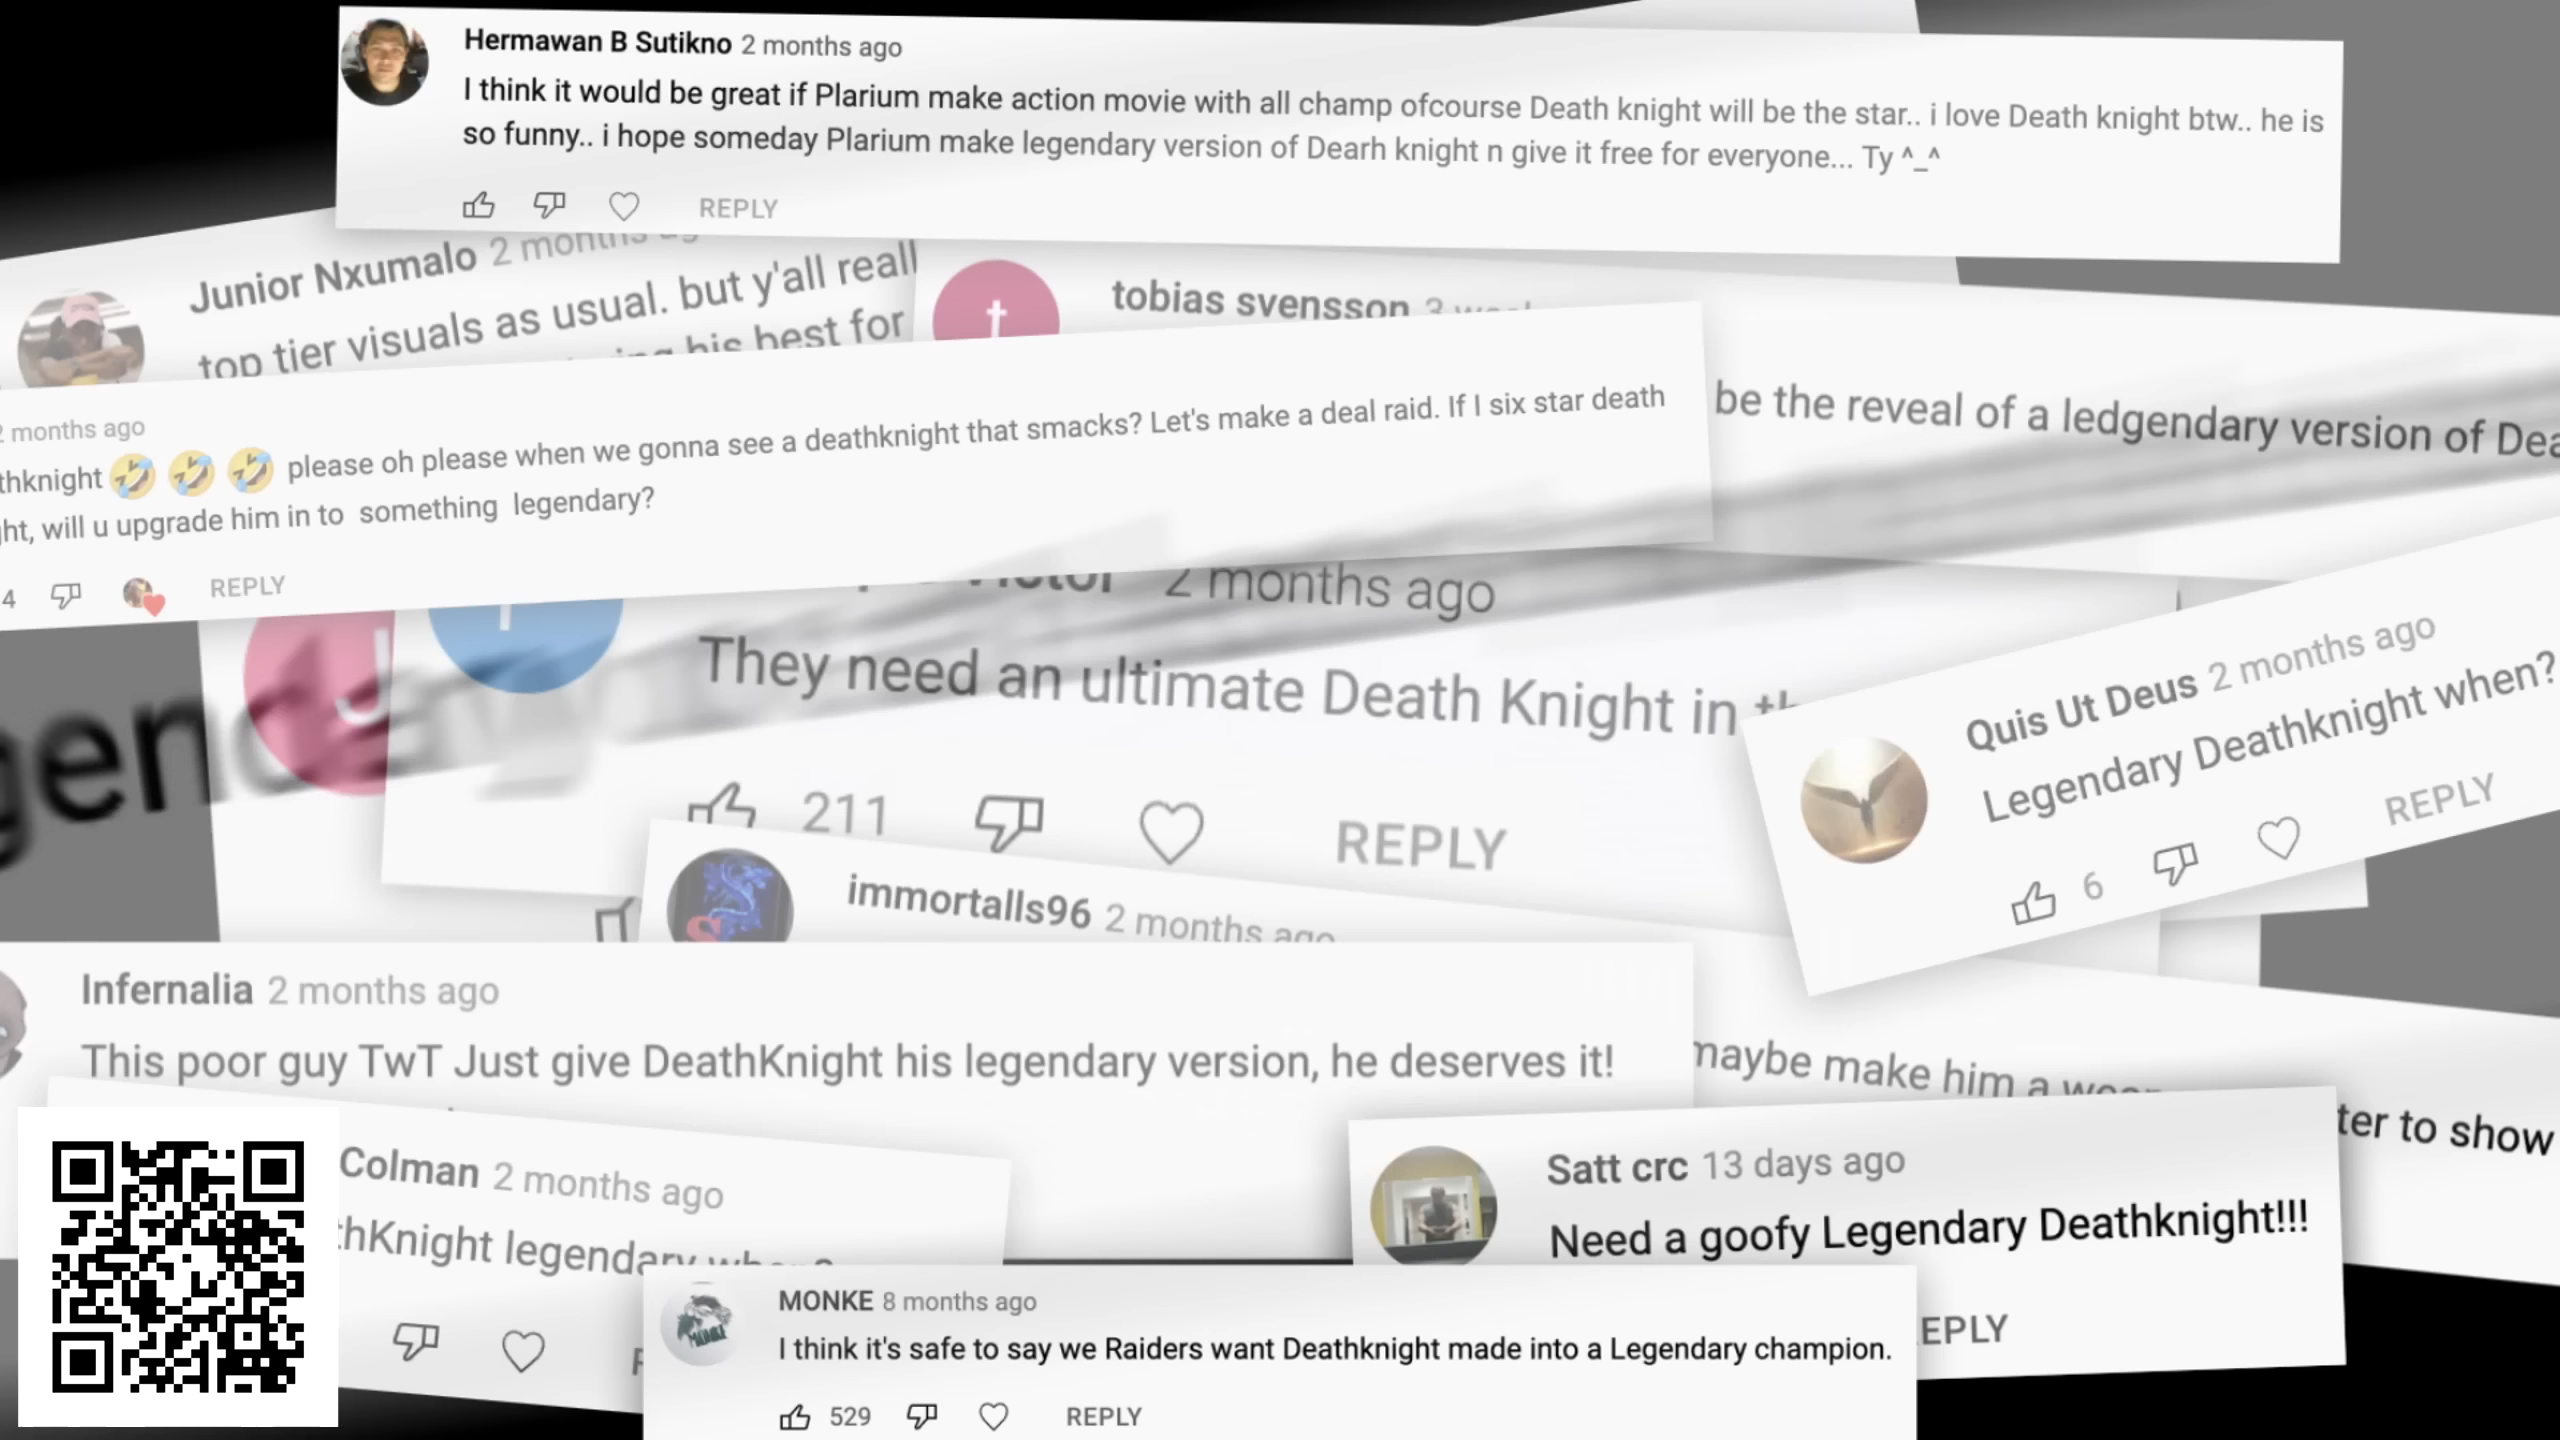 Hermawan B Sutikno 2 months ago
I think it would be great if Plarium make action movie with all champ ofcourse Death knight will be the star.. i love Death knight btw.. he is
so funny.. i hope someday Plarium make legendary version of Dearh knight n give it free for everyone... Ty ^_^
REPLY
Junior Nxumalo 2 months
top tier visuals as usual. but y'all reall
his best for
tobias svensson 3
be the reveal of a ledgendary version of Dea
2 months ago
thknight 🤣 🤣 🤣 please oh please when we gonna see a deathknight that smacks? Let's make a deal raid. If I six star death
ght, will u upgrade him in to something legendary?
4 REPLY
2 months ago
They need an ultimate Death Knight in
211 REPLY
gen
J
Quis Ut Deus 2 months ago
Legendary Deathknight when?
6 REPLY
immortalls96 2 months ago
maybe make him a
Infernalia 2 months ago
This poor guy TwT Just give DeathKnight his legendary version, he deserves it!
ter to show
Colman 2 months ago
thKnight legendary
Satt crc 13 days ago
Need a goofy Legendary Deathknight!!!
EPLY
MONKE 8 months ago
I think it's safe to say we Raiders want Deathknight made into a Legendary champion.
529 REPLY